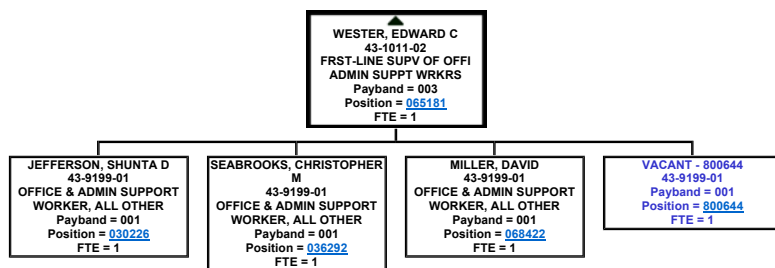 WESTER, EDWARD C
43-1011-02
FRST-LINE SUPV OF OFFI
ADMIN SUPPT WRKRS
Payband = 003
Position = 065181
FTE = 1
JEFFERSON, SHUNTA D
43-9199-01
OFFICE & ADMIN SUPPORT
WORKER, ALL OTHER
Payband = 001
Position = 030226
FTE = 1
SEABROOKS, CHRISTOPHER
M
43-9199-01
OFFICE & ADMIN SUPPORT
WORKER, ALL OTHER
Payband = 001
Position = 036292
FTE = 1
MILLER, DAVID
43-9199-01
OFFICE & ADMIN SUPPORT
WORKER, ALL OTHER
Payband = 001
Position = 068422
FTE = 1
VACANT - 800644
43-9199-01
Payband = 001
Position = 800644
FTE = 1